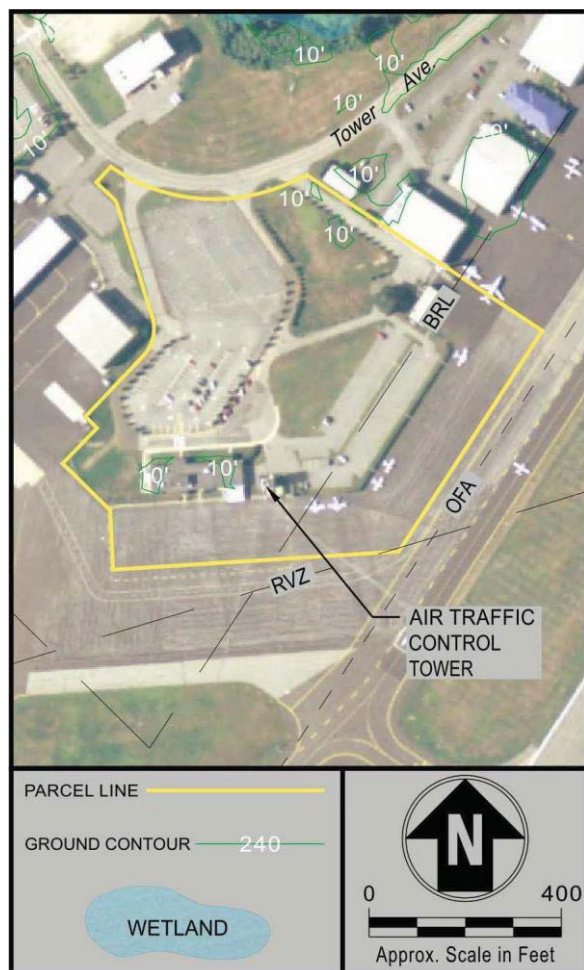 10'
10'
10'
Tower Ave.
10'
10'
10'
10'
10'
BRL
10'
10'
OFA
RVZ
AIR TRAFFIC
CONTROL
TOWER
PARCEL LINE
GROUND CONTOUR 240
WETLAND
N
0 400
Approx. Scale in Feet